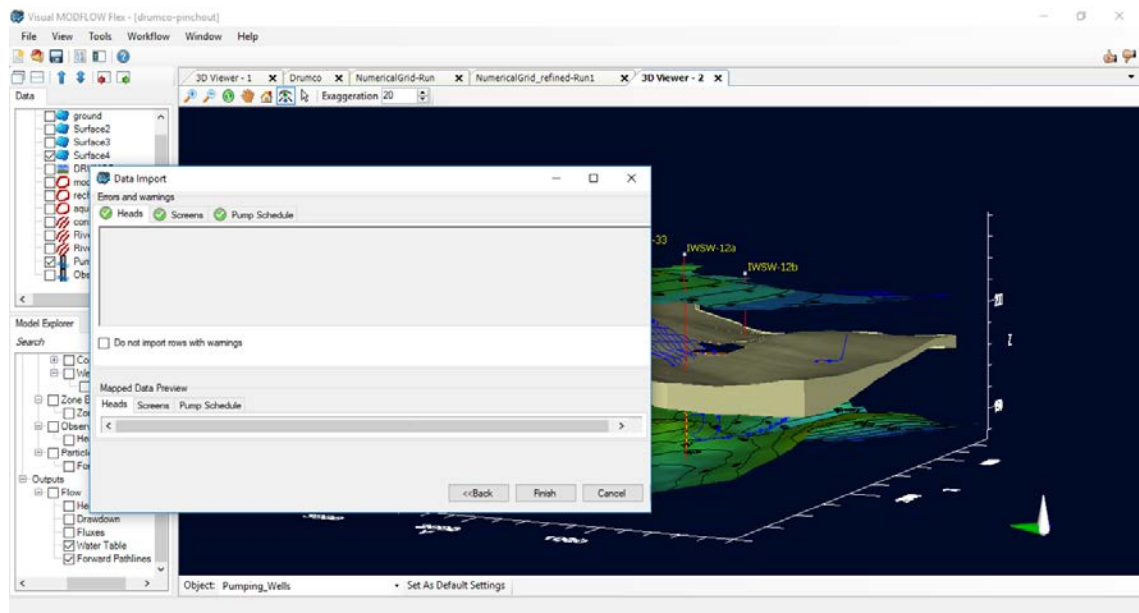 Visual MODFLOW Flex - [drumco-pinchout]
File View Tools Workflow Window Help
3D Viewer - 1 Drumco NumericalGrid-Run NumericalGrid_refined-Run1 3D Viewer - 2
Data
Exaggeration 20
ground
Surface2
Surface3
Surface4
Data Import
Errors and warnings
Heads Screens Pump Schedule
Do not import rows with warnings
Mapped Data Preview
Heads Screens Pump Schedule
<<Back Finish Cancel
-33
IWSW-12a
IWSW-12b
Z
Model Explorer
Search
Outputs
Flow
Drawdown
Fluxes
Water Table
Forward Pathlines
Object: Pumping_Wells
Set As Default Settings